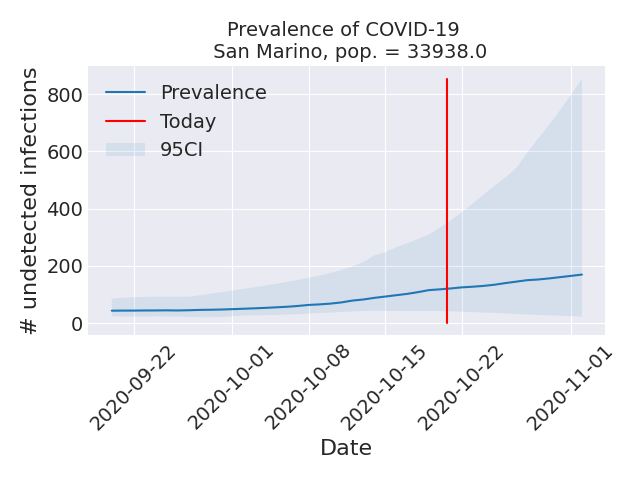 Prevalence of COVID-19
San Marino, pop. = 33938.0
Prevalence
Today
95CI
# undetected infections
800
600
400
200
0
2020-09-22
2020-10-01
2020-10-08
2020-10-15
2020-10-22
2020-11-01
Date